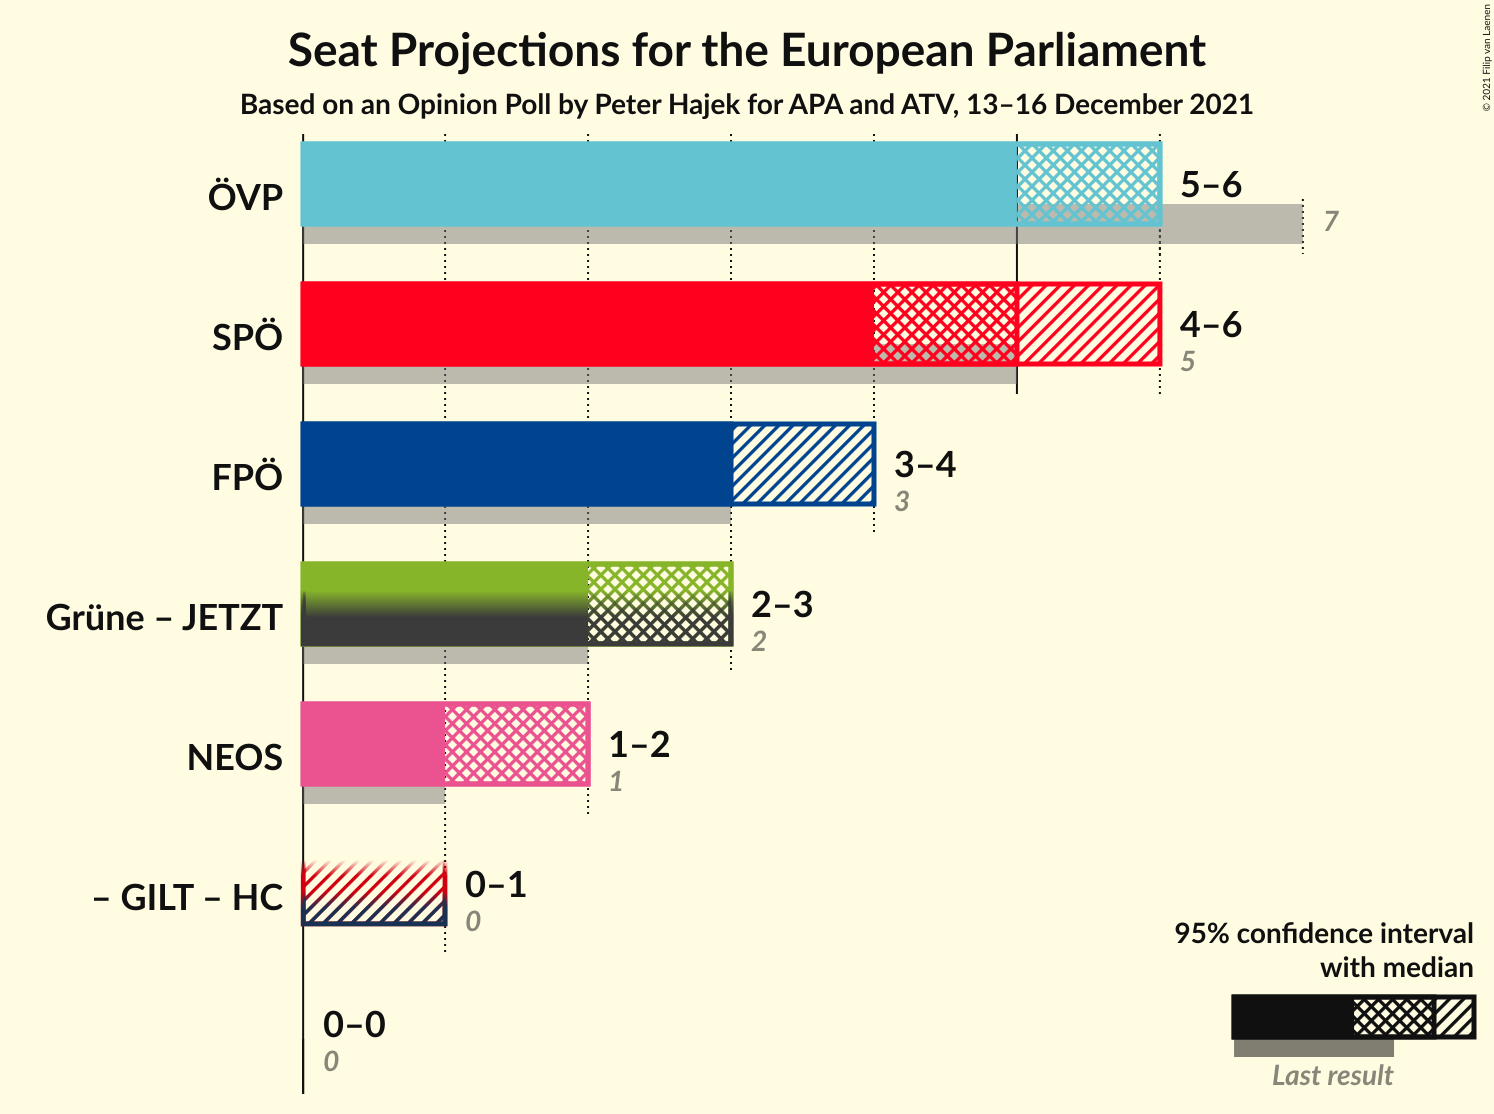 Seat Projections for the European Parliament
Based on an Opinion Poll by Peter Hajek for APA and ATV, 13–16 December 2021
© 2021 Filip van Laenen
ÖVP
5–6
7
SPÖ
4–6
5
FPÖ
3–4
3
Grüne – JETZT
2–3
2
NEOS
1–2
1
– GILT – HC
0–1
0
0–0
0
95% confidence interval
with median
Last result